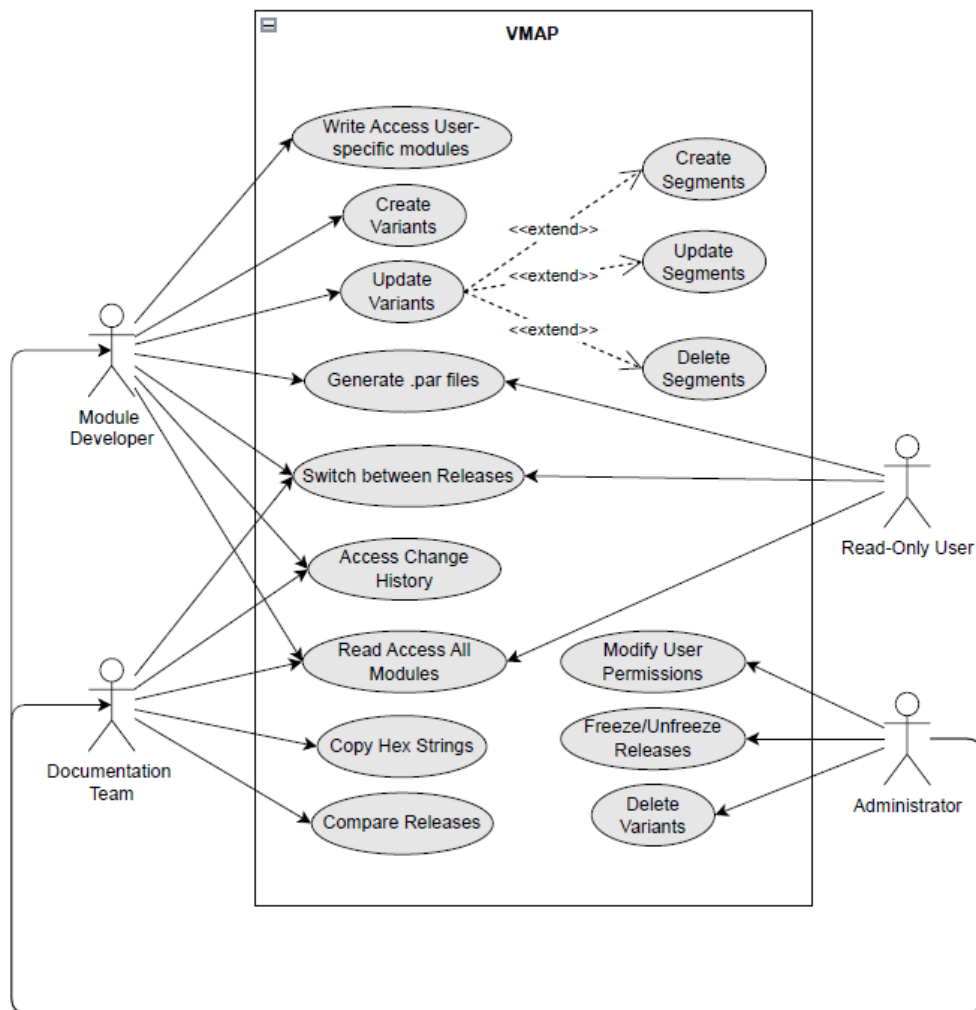 VMAP
Write Access User-
specific modules
Create
Variants
Update
Variants
Create
Segments
<<extend>>
Update
Segments
<<extend>>
<<extend>>
Delete
Segments
Generate .par files
Module
Developer
Switch between Releases
Read-Only User
Access Change
History
Read Access All
Modules
Modify User
Permissions
Documentation
Team
Copy Hex Strings
Freeze/Unfreeze
Releases
Administrator
Compare Releases
Delete
Variants